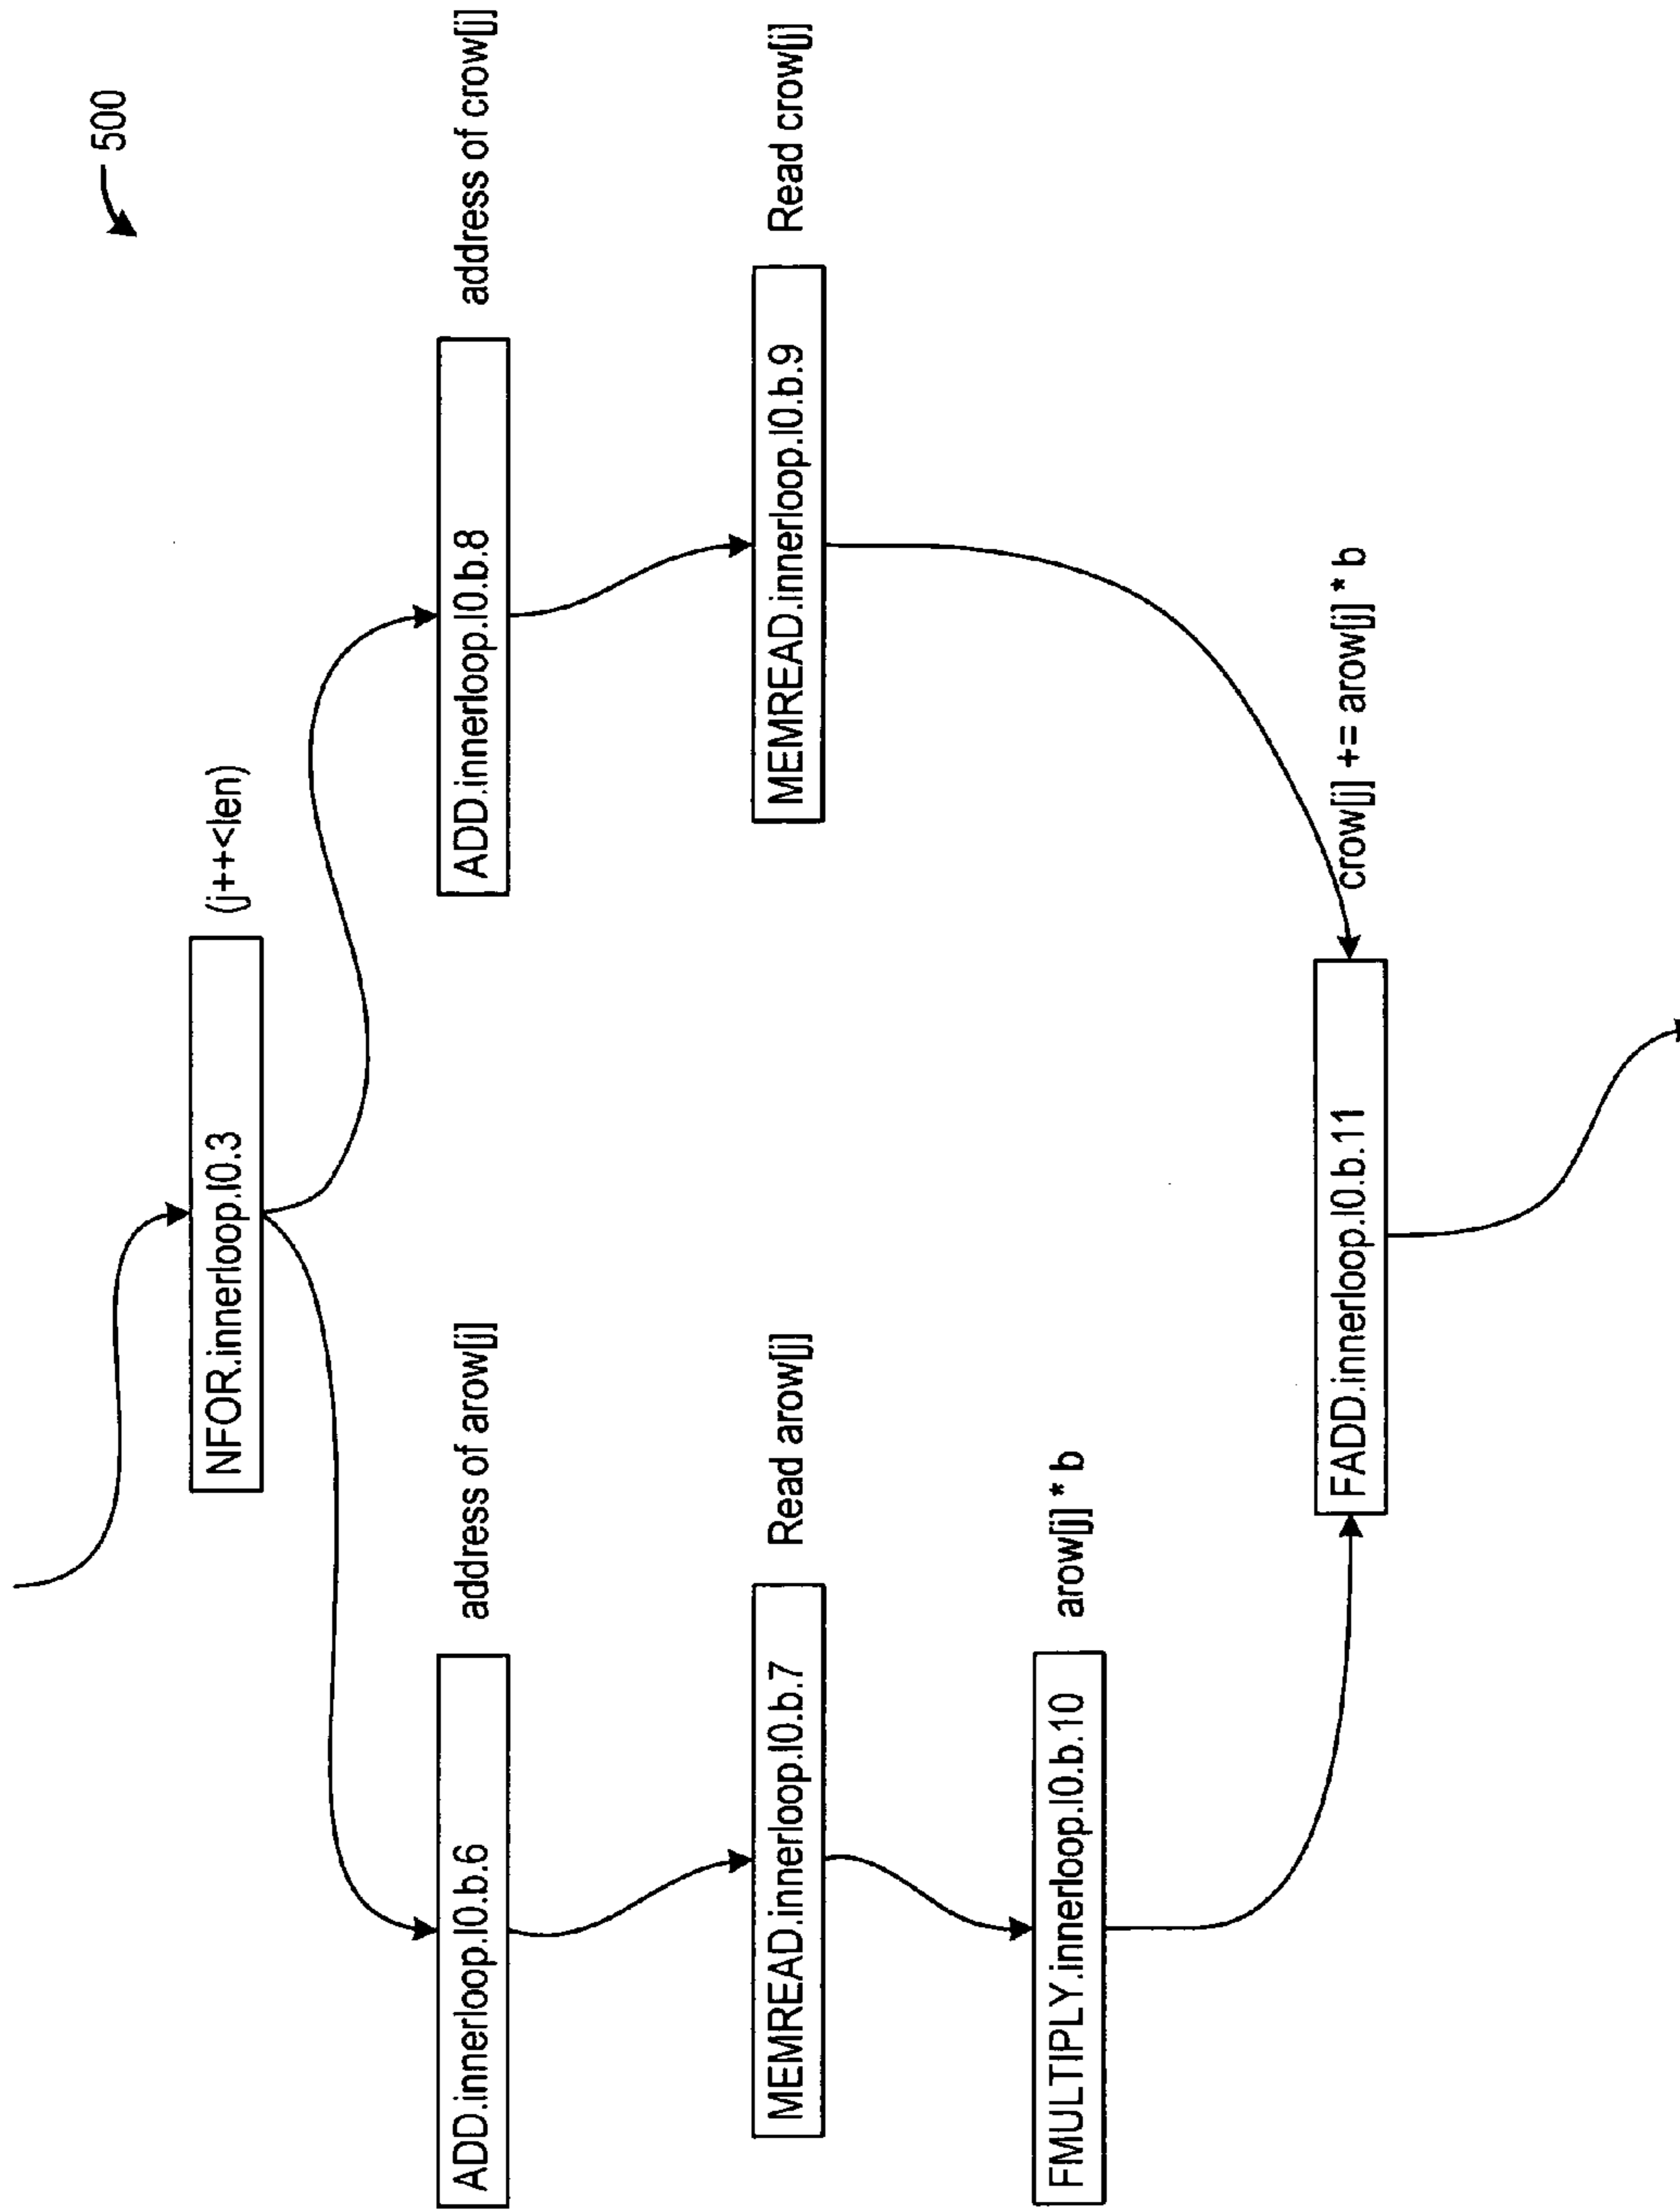 500
NFOR.innerloop.l0.3
(j++<len)
ADD.innerloop.l0.b.6
address of arow[j]
ADD.innerloop.l0.b.8
address of crow[j]
MEMREAD.innerloop.l0.b.7
Read arow[j]
MEMREAD.innerloop.l0.b.9
Read crow[j]
FMULTIPLY.innerloop.l0.b.10
arow[j] * b
FADD.innerloop.l0.b.11
crow[j] += arow[j] * b